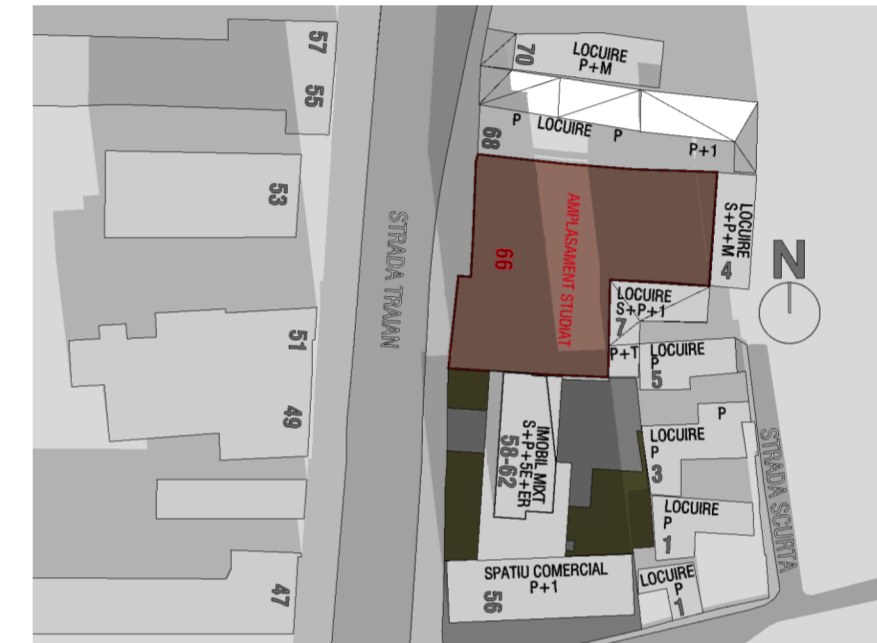 57
55
53
51
49
47
STRADA TRAIAN
70
LOCUIRE
P+M
68
P
LOCUIRE
P
P+1
66
AMPLASAMENT STUDIAT
LOCUIRE
S+P+M
4
N
LOCUIRE
S+P+1
7
P+T
LOCUIRE
P
5
P
LOCUIRE
P
3
LOCUIRE
P
1
LOCUIRE
P
1
STRADA SCURTA
IMOBIL MIXT
S+P+5E+ER
58-62
SPATIU COMERCIAL
P+1
56